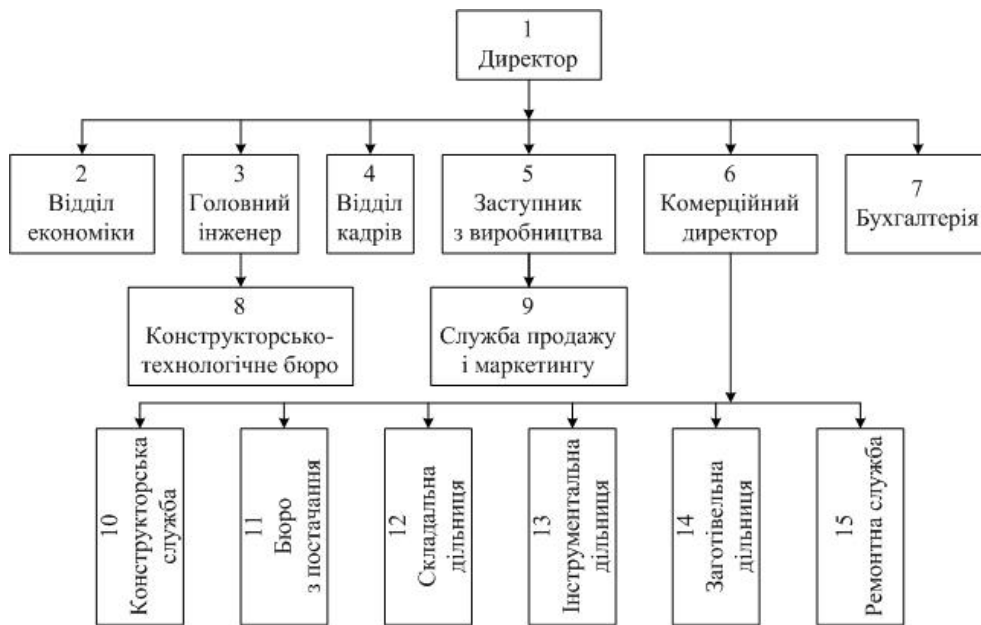 1
Директор
2
Відділ
економіки
3
Головний
інженер
4
Відділ
кадрів
5
Заступник
з виробництва
6
Комерційний
директор
7
Бухгалтерія
8
Конструкторсько-
технологічне бюро
9
Служба продажу
і маркетингу
10
Конструкторська
служба
11
Бюро
з постачання
12
Складальна
дільниця
13
Інструментальна
дільниця
14
Заготівельна
дільниця
15
Ремонтна служба